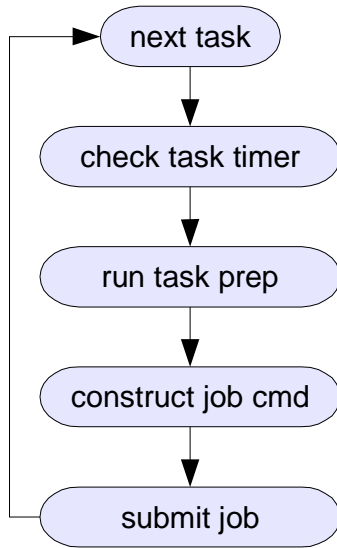 next task
check task timer
run task prep
construct job cmd
submit job